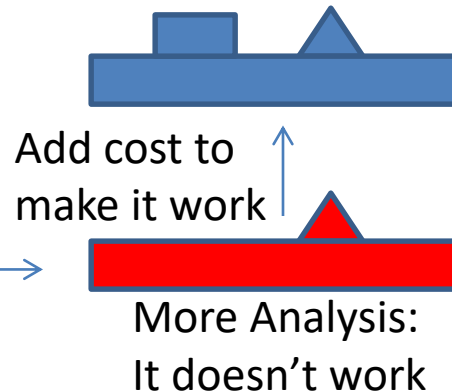 Add cost to
make it work
More Analysis:
It doesn’t work